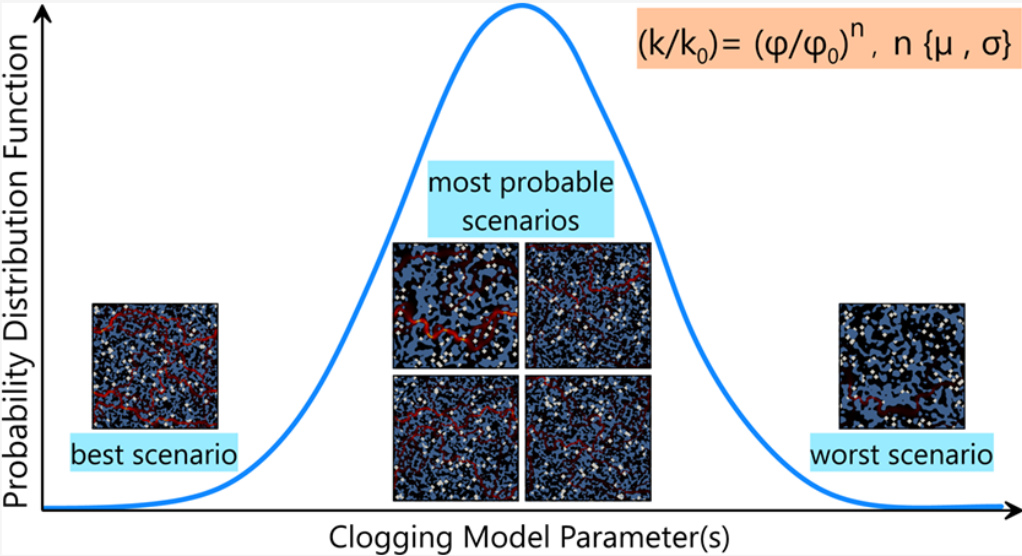 (k/k₀)= (φ/φ₀)ⁿ, n {μ , σ}
Probability Distribution Function
most probable
scenarios
best scenario
worst scenario
Clogging Model Parameter(s)